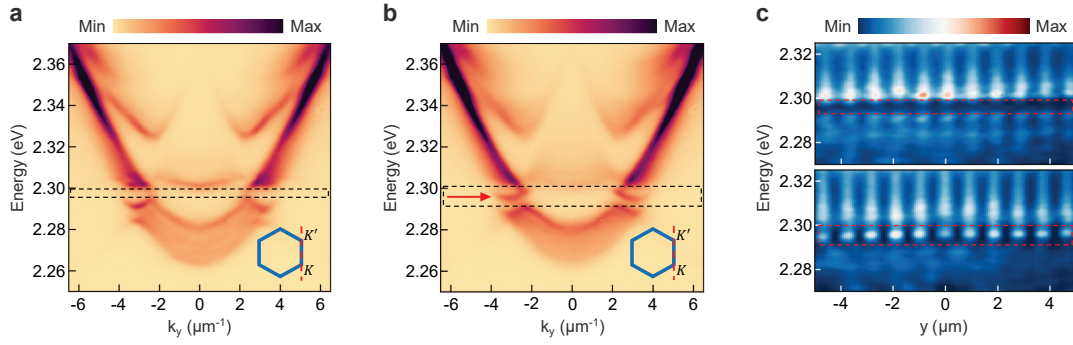 a
Min Max
Energy (eV)
2.36
2.34
2.32
2.30
2.28
2.26
-6 -4 -2 0 2 4 6
k_y (µm⁻¹)
K'
K
b
Min Max
Energy (eV)
2.36
2.34
2.32
2.30
2.28
2.26
-6 -4 -2 0 2 4 6
k_y (µm⁻¹)
K'
K
c
Min Max
Energy (eV)
2.32
2.30
2.28
2.32
2.30
2.28
-4 -2 0 2 4
y (µm)